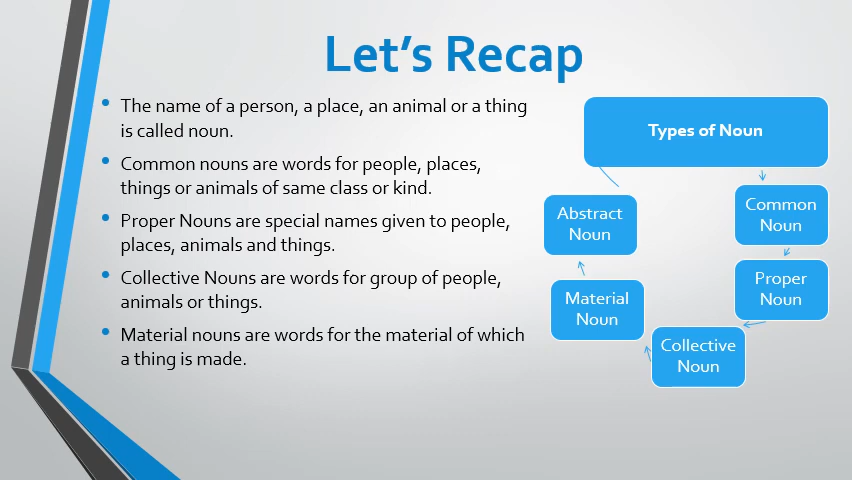 Let's Recap
The name of a person, a place, an animal or a thing
is called noun.
Common nouns are words for people, places,
things or animals of same class or kind.
Proper Nouns are special names given to people,
places, animals and things.
Collective Nouns are words for group of people,
animals or things.
Material nouns are words for the material of which
a thing is made.
Types of Noun
Common
Noun
Proper
Noun
Collective
Noun
Material
Noun
Abstract
Noun